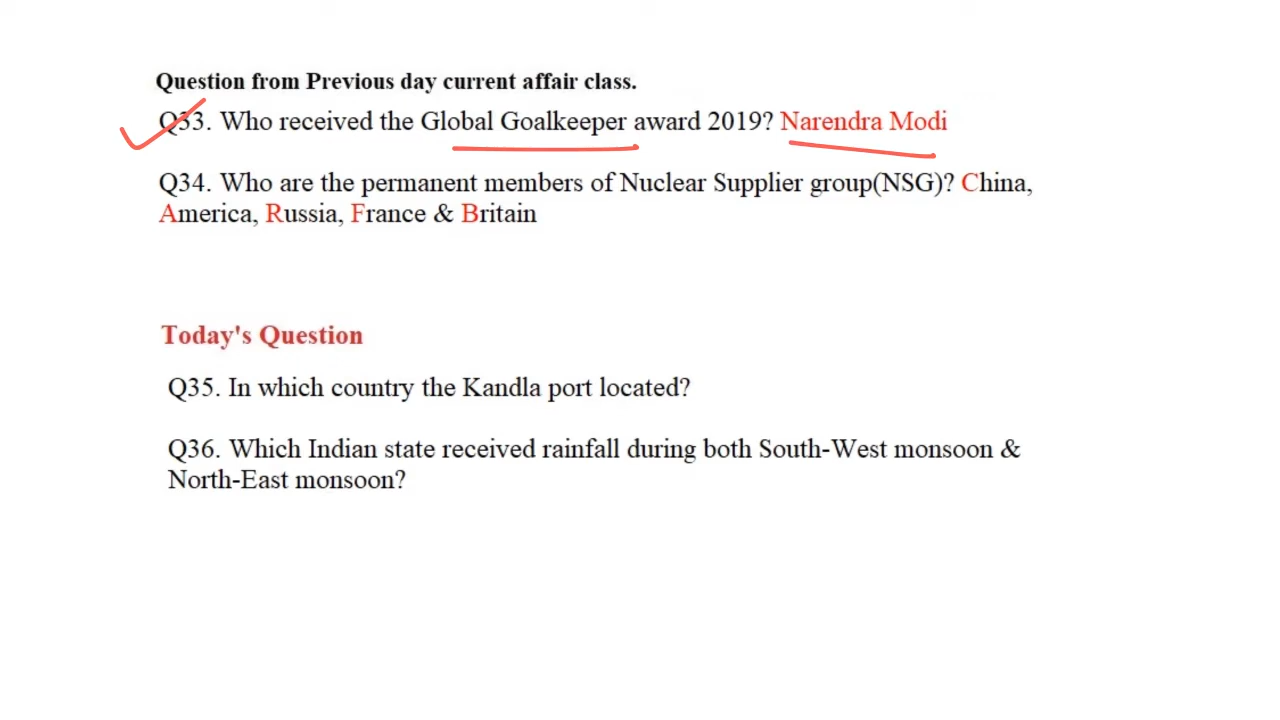 Question from Previous day current affair class.
Q33. Who received the Global Goalkeeper award 2019? Narendra Modi
Q34. Who are the permanent members of Nuclear Supplier group(NSG)? China,
America, Russia, France & Britain
Today's Question
Q35. In which country the Kandla port located?
Q36. Which Indian state received rainfall during both South-West monsoon &
North-East monsoon?